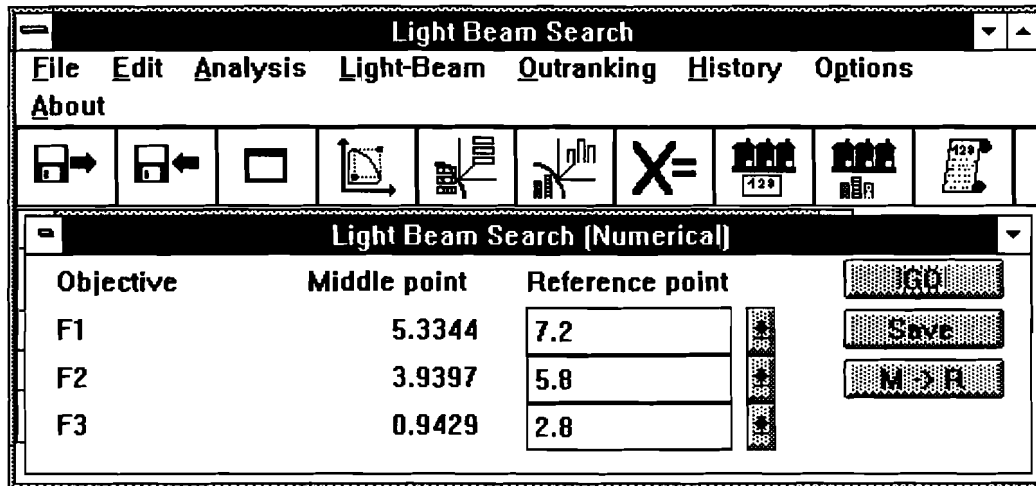 Light Beam Search
File Edit Analysis Light-Beam Outranking History Options
About
X= 123 123
Light Beam Search (Numerical)
Objective Middle point Reference point GO
F1 5.3344 7.2 Save
F2 3.9397 5.8 M -> R
F3 0.9429 2.8